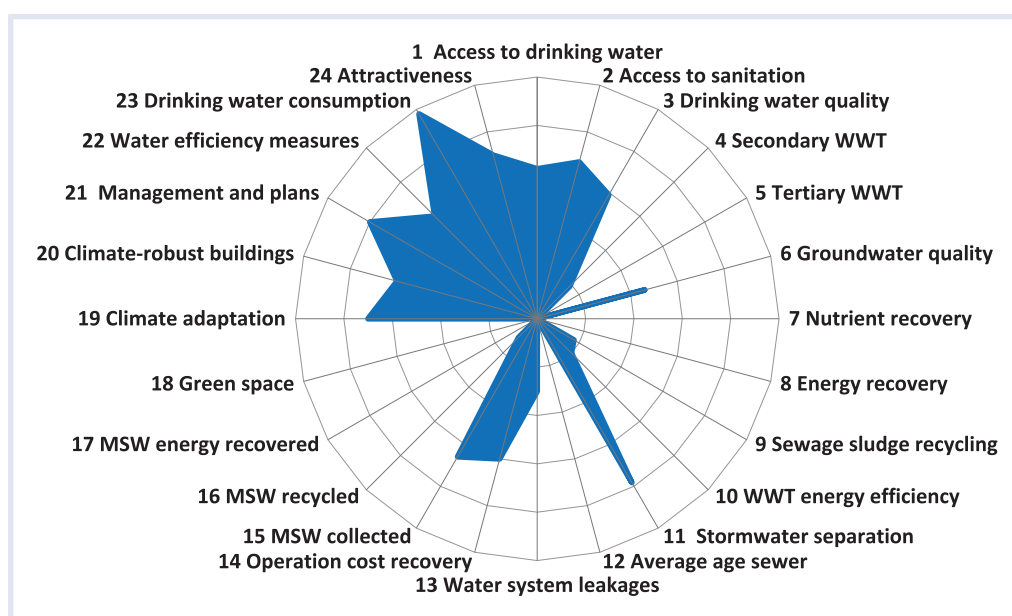 1 Access to drinking water
2 Access to sanitation
3 Drinking water quality
4 Secondary WWT
5 Tertiary WWT
6 Groundwater quality
7 Nutrient recovery
8 Energy recovery
9 Sewage sludge recycling
10 WWT energy efficiency
11 Stormwater separation
12 Average age sewer
13 Water system leakages
14 Operation cost recovery
15 MSW collected
16 MSW recycled
17 MSW energy recovered
18 Green space
19 Climate adaptation
20 Climate-robust buildings
21 Management and plans
22 Water efficiency measures
23 Drinking water consumption
24 Attractiveness